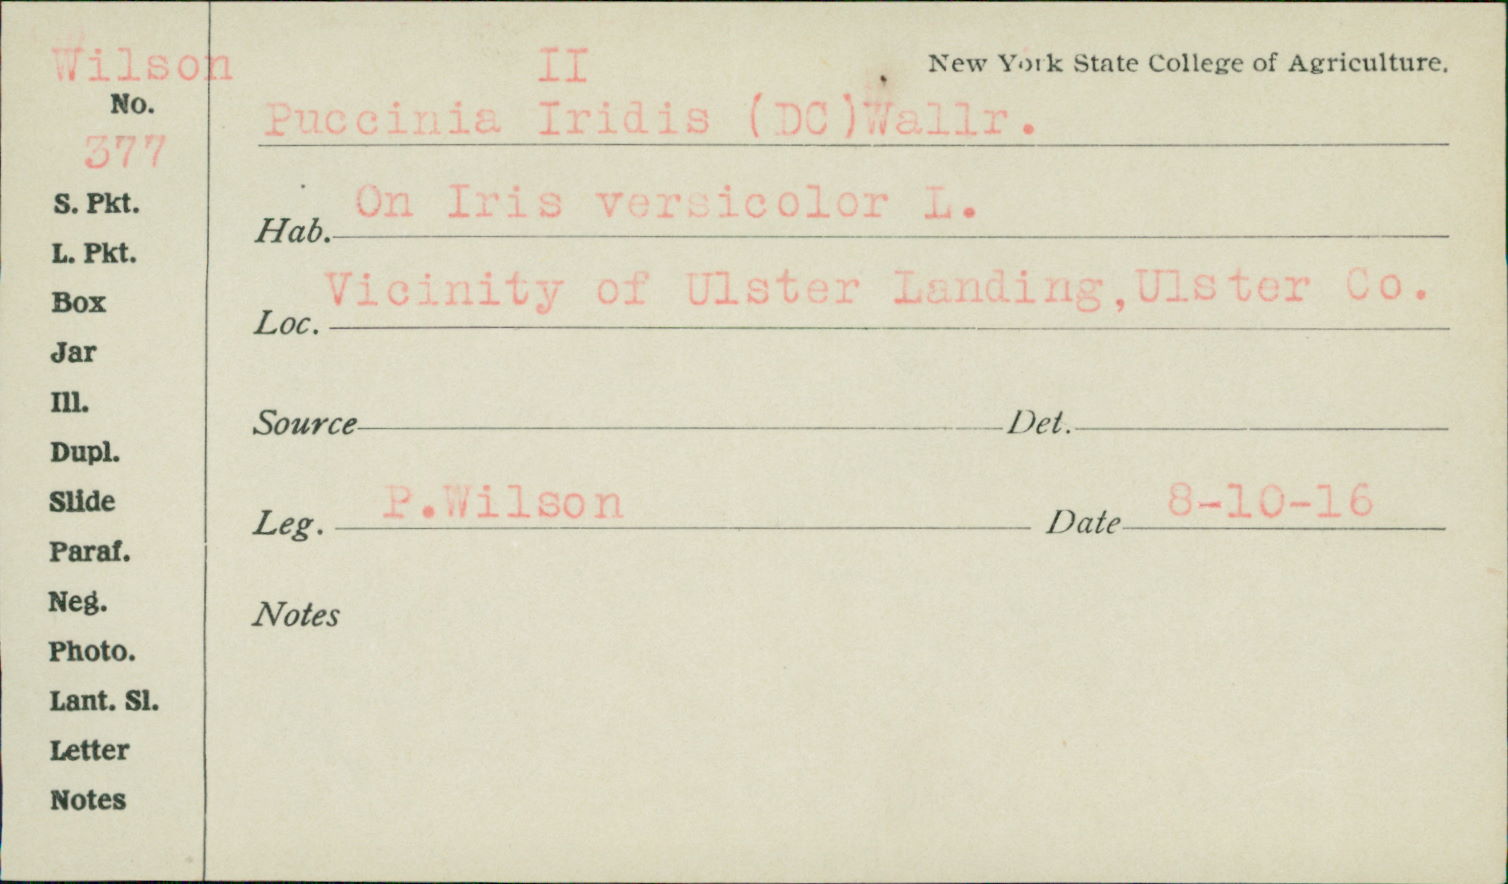 Wilson
No.
377
S. Pkt.
L. Pkt.
Box
Jar
Ill.
Dupl.
Slide
Paraf.
Neg.
Photo.
Lant. Sl.
Letter
Notes
II
New York State College of Agriculture.
Puccinia Iridis (DC)Wallr.
Hab. On Iris versicolor L.
Loc. Vicinity of Ulster Landing,Ulster Co.
Source Det.
Leg. P.Wilson Date 8-10-16
Notes